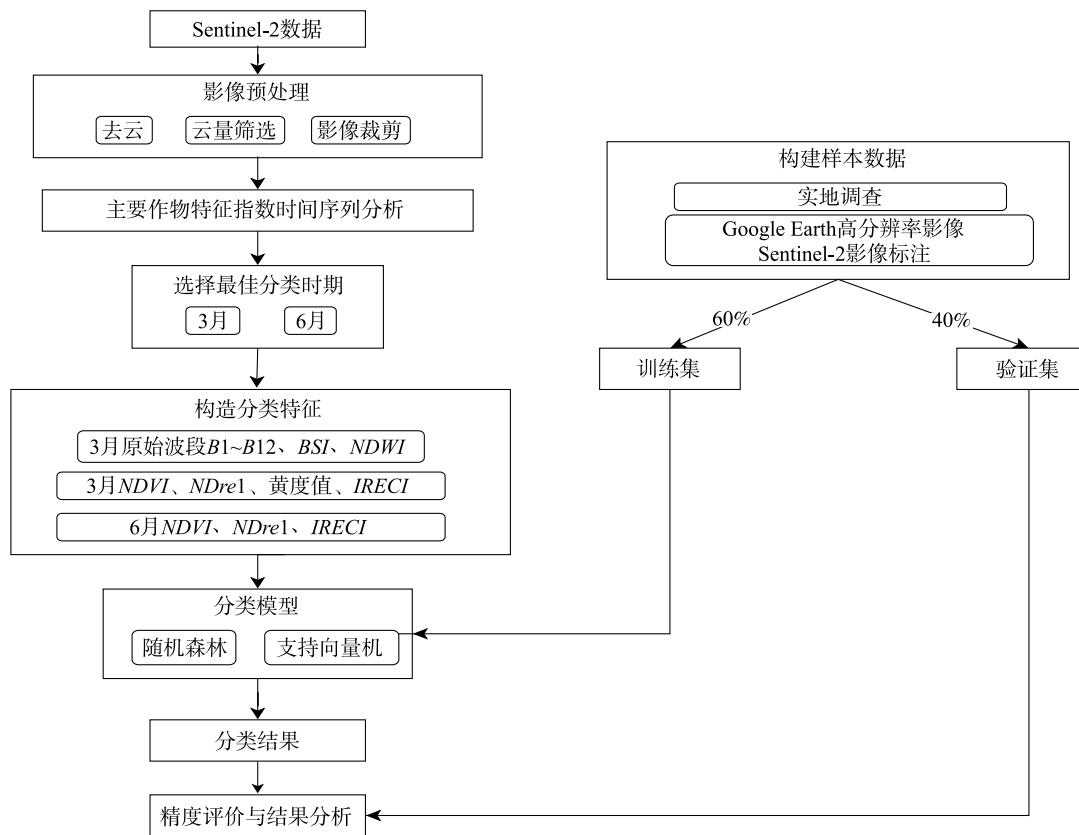 Sentinel-2数据
影像预处理
去云 云量筛选 影像裁剪
主要作物特征指数时间序列分析
选择最佳分类时期
3月 6月
构造分类特征
3月原始波段B1~B12、BSI、NDWI
3月NDVI、NDre1、黄度值、IRECI
6月NDVI、NDre1、IRECI
分类模型
随机森林 支持向量机
分类结果
精度评价与结果分析
构建样本数据
实地调查
Google Earth高分辨率影像
Sentinel-2影像标注
60% 40%
训练集 验证集